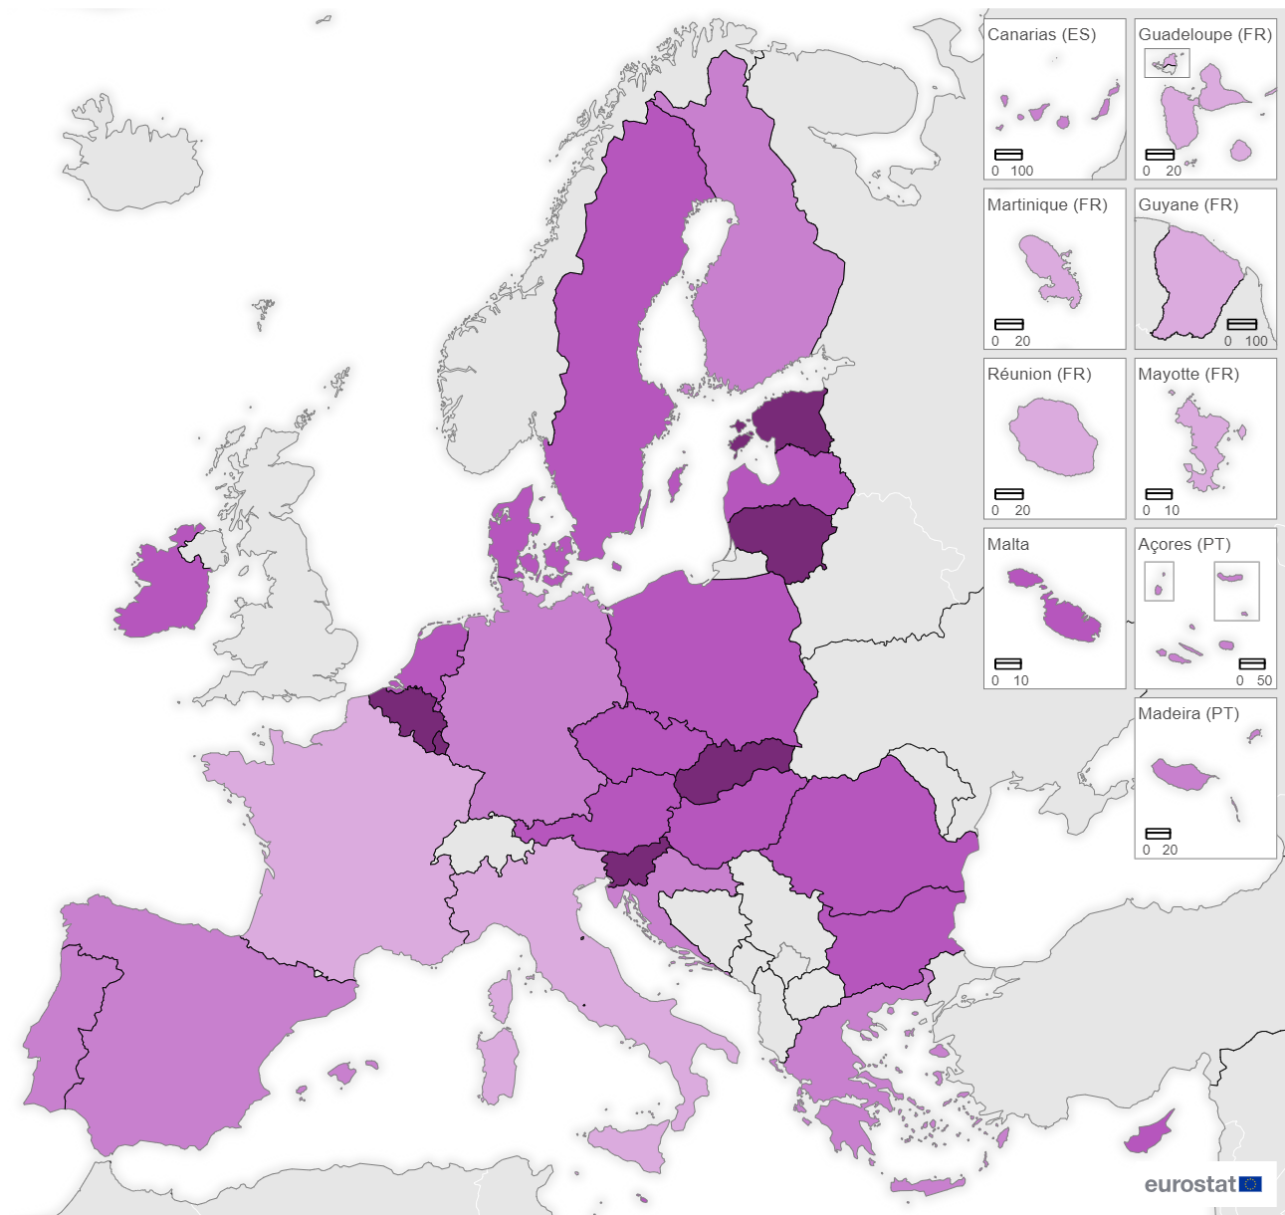 Canarias (ES)
0 100
Guadeloupe (FR)
0 20
Martinique (FR)
0 20
Guyane (FR)
0 100
Réunion (FR)
0 20
Mayotte (FR)
0 10
Malta
0 10
Açores (PT)
0 50
Madeira (PT)
0 20
eurostat